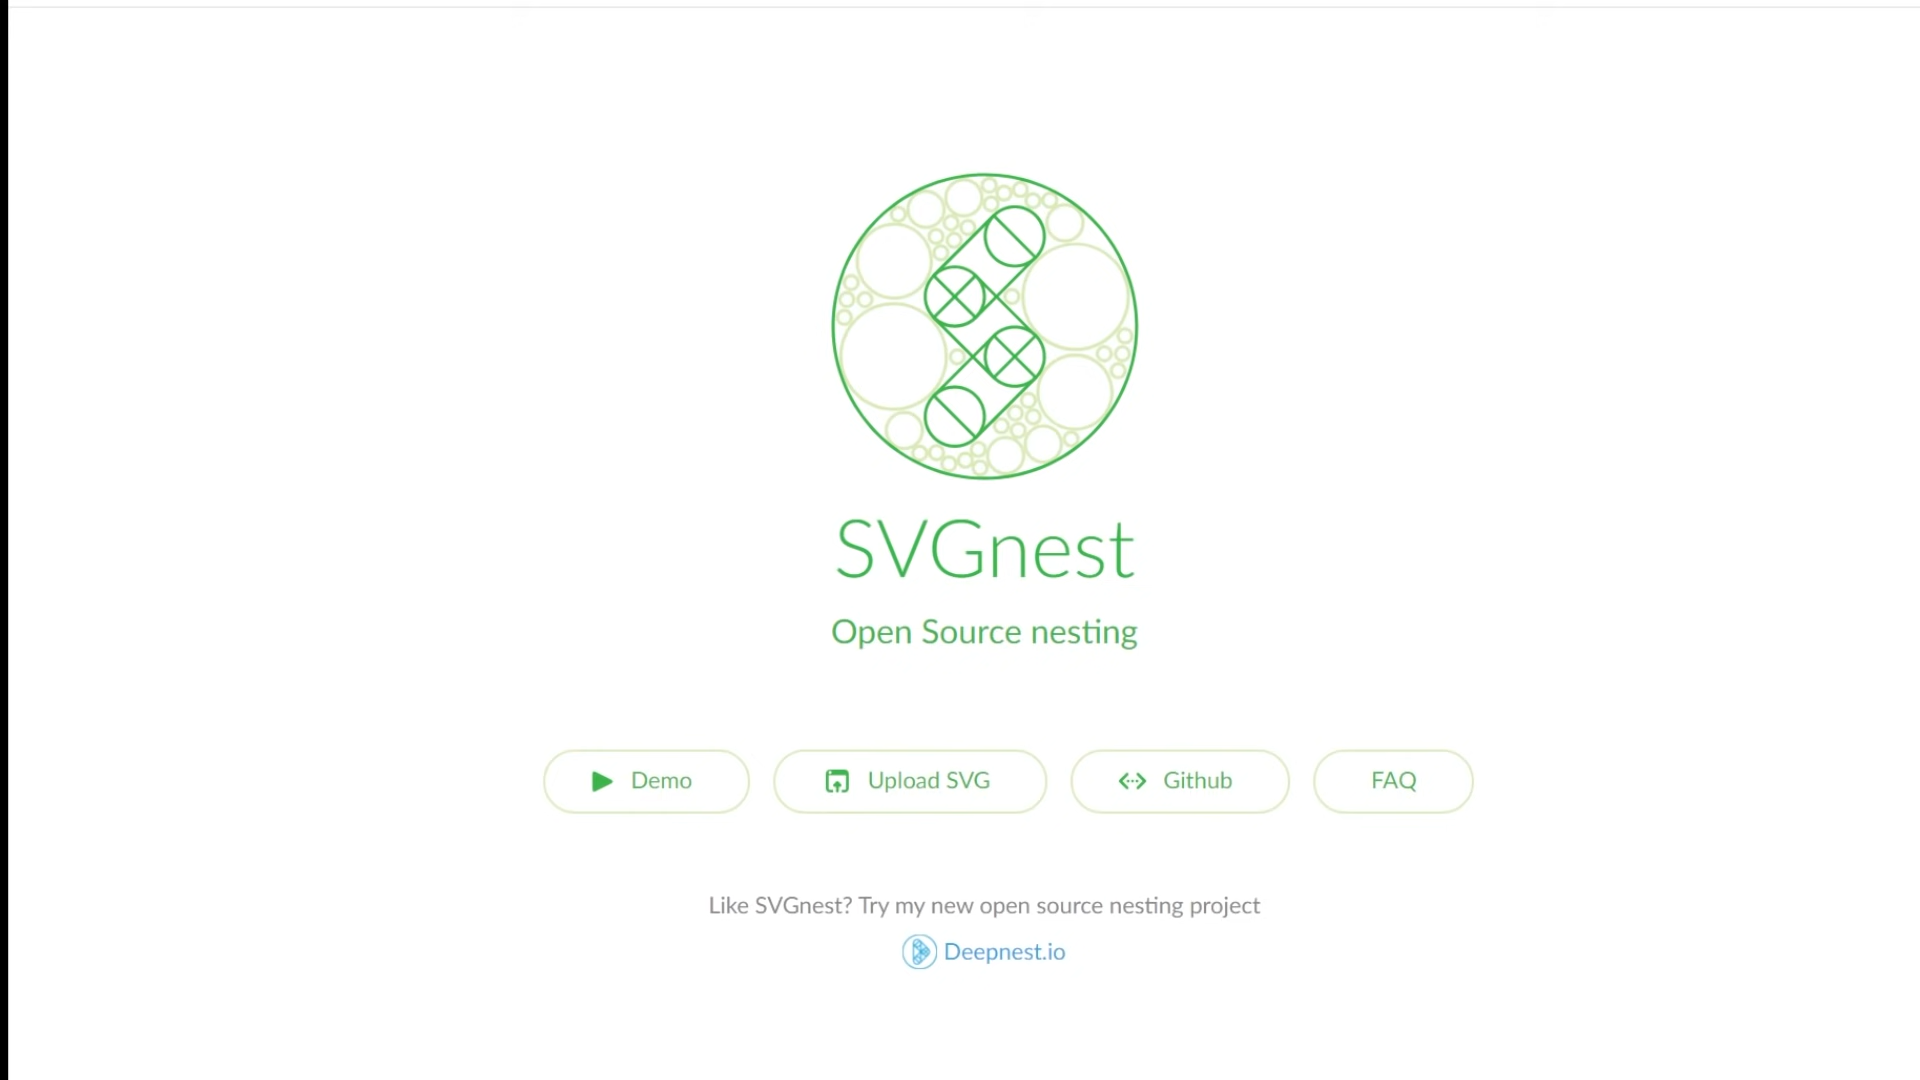 SVGnest
Open Source nesting
Demo
Upload SVG
Github
FAQ
Like SVGnest? Try my new open source nesting project
Deepnest.io